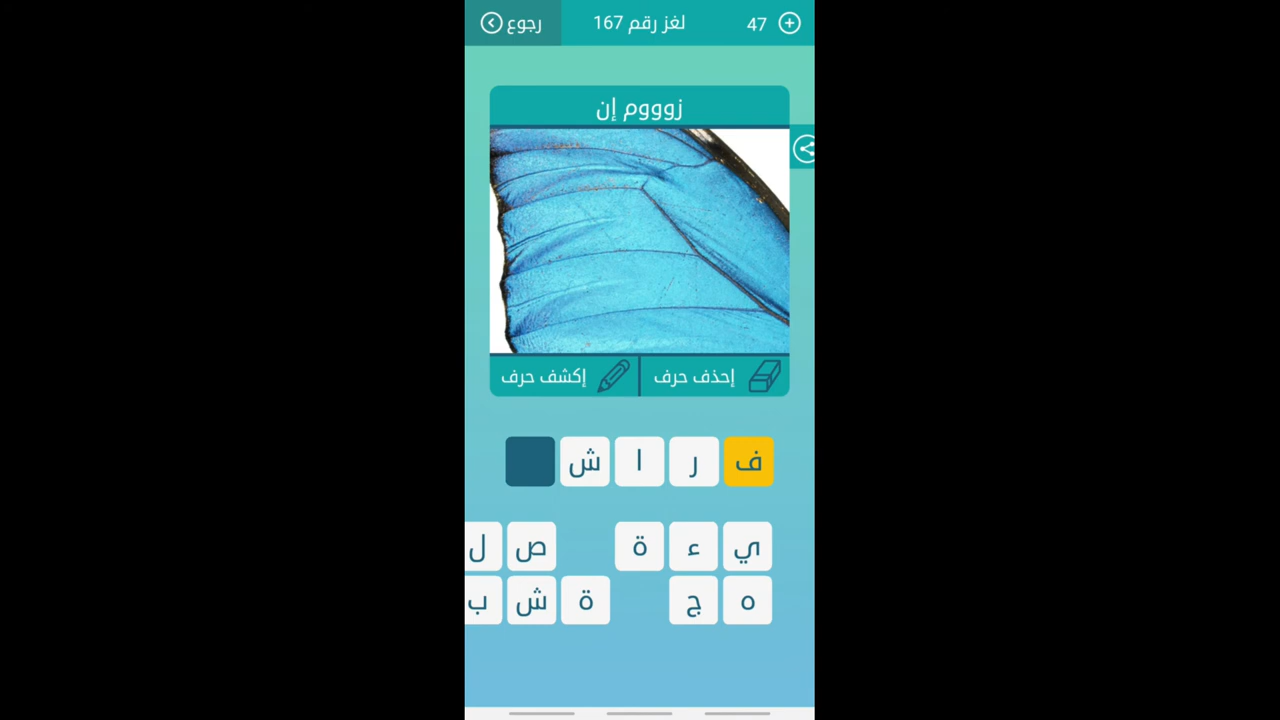 رجوع لغز رقم 167 47
زوووم إن
إحذف حرف إكشف حرف
ف ر ا ش
ي ء ة ص ل
ه ج ة ش ب